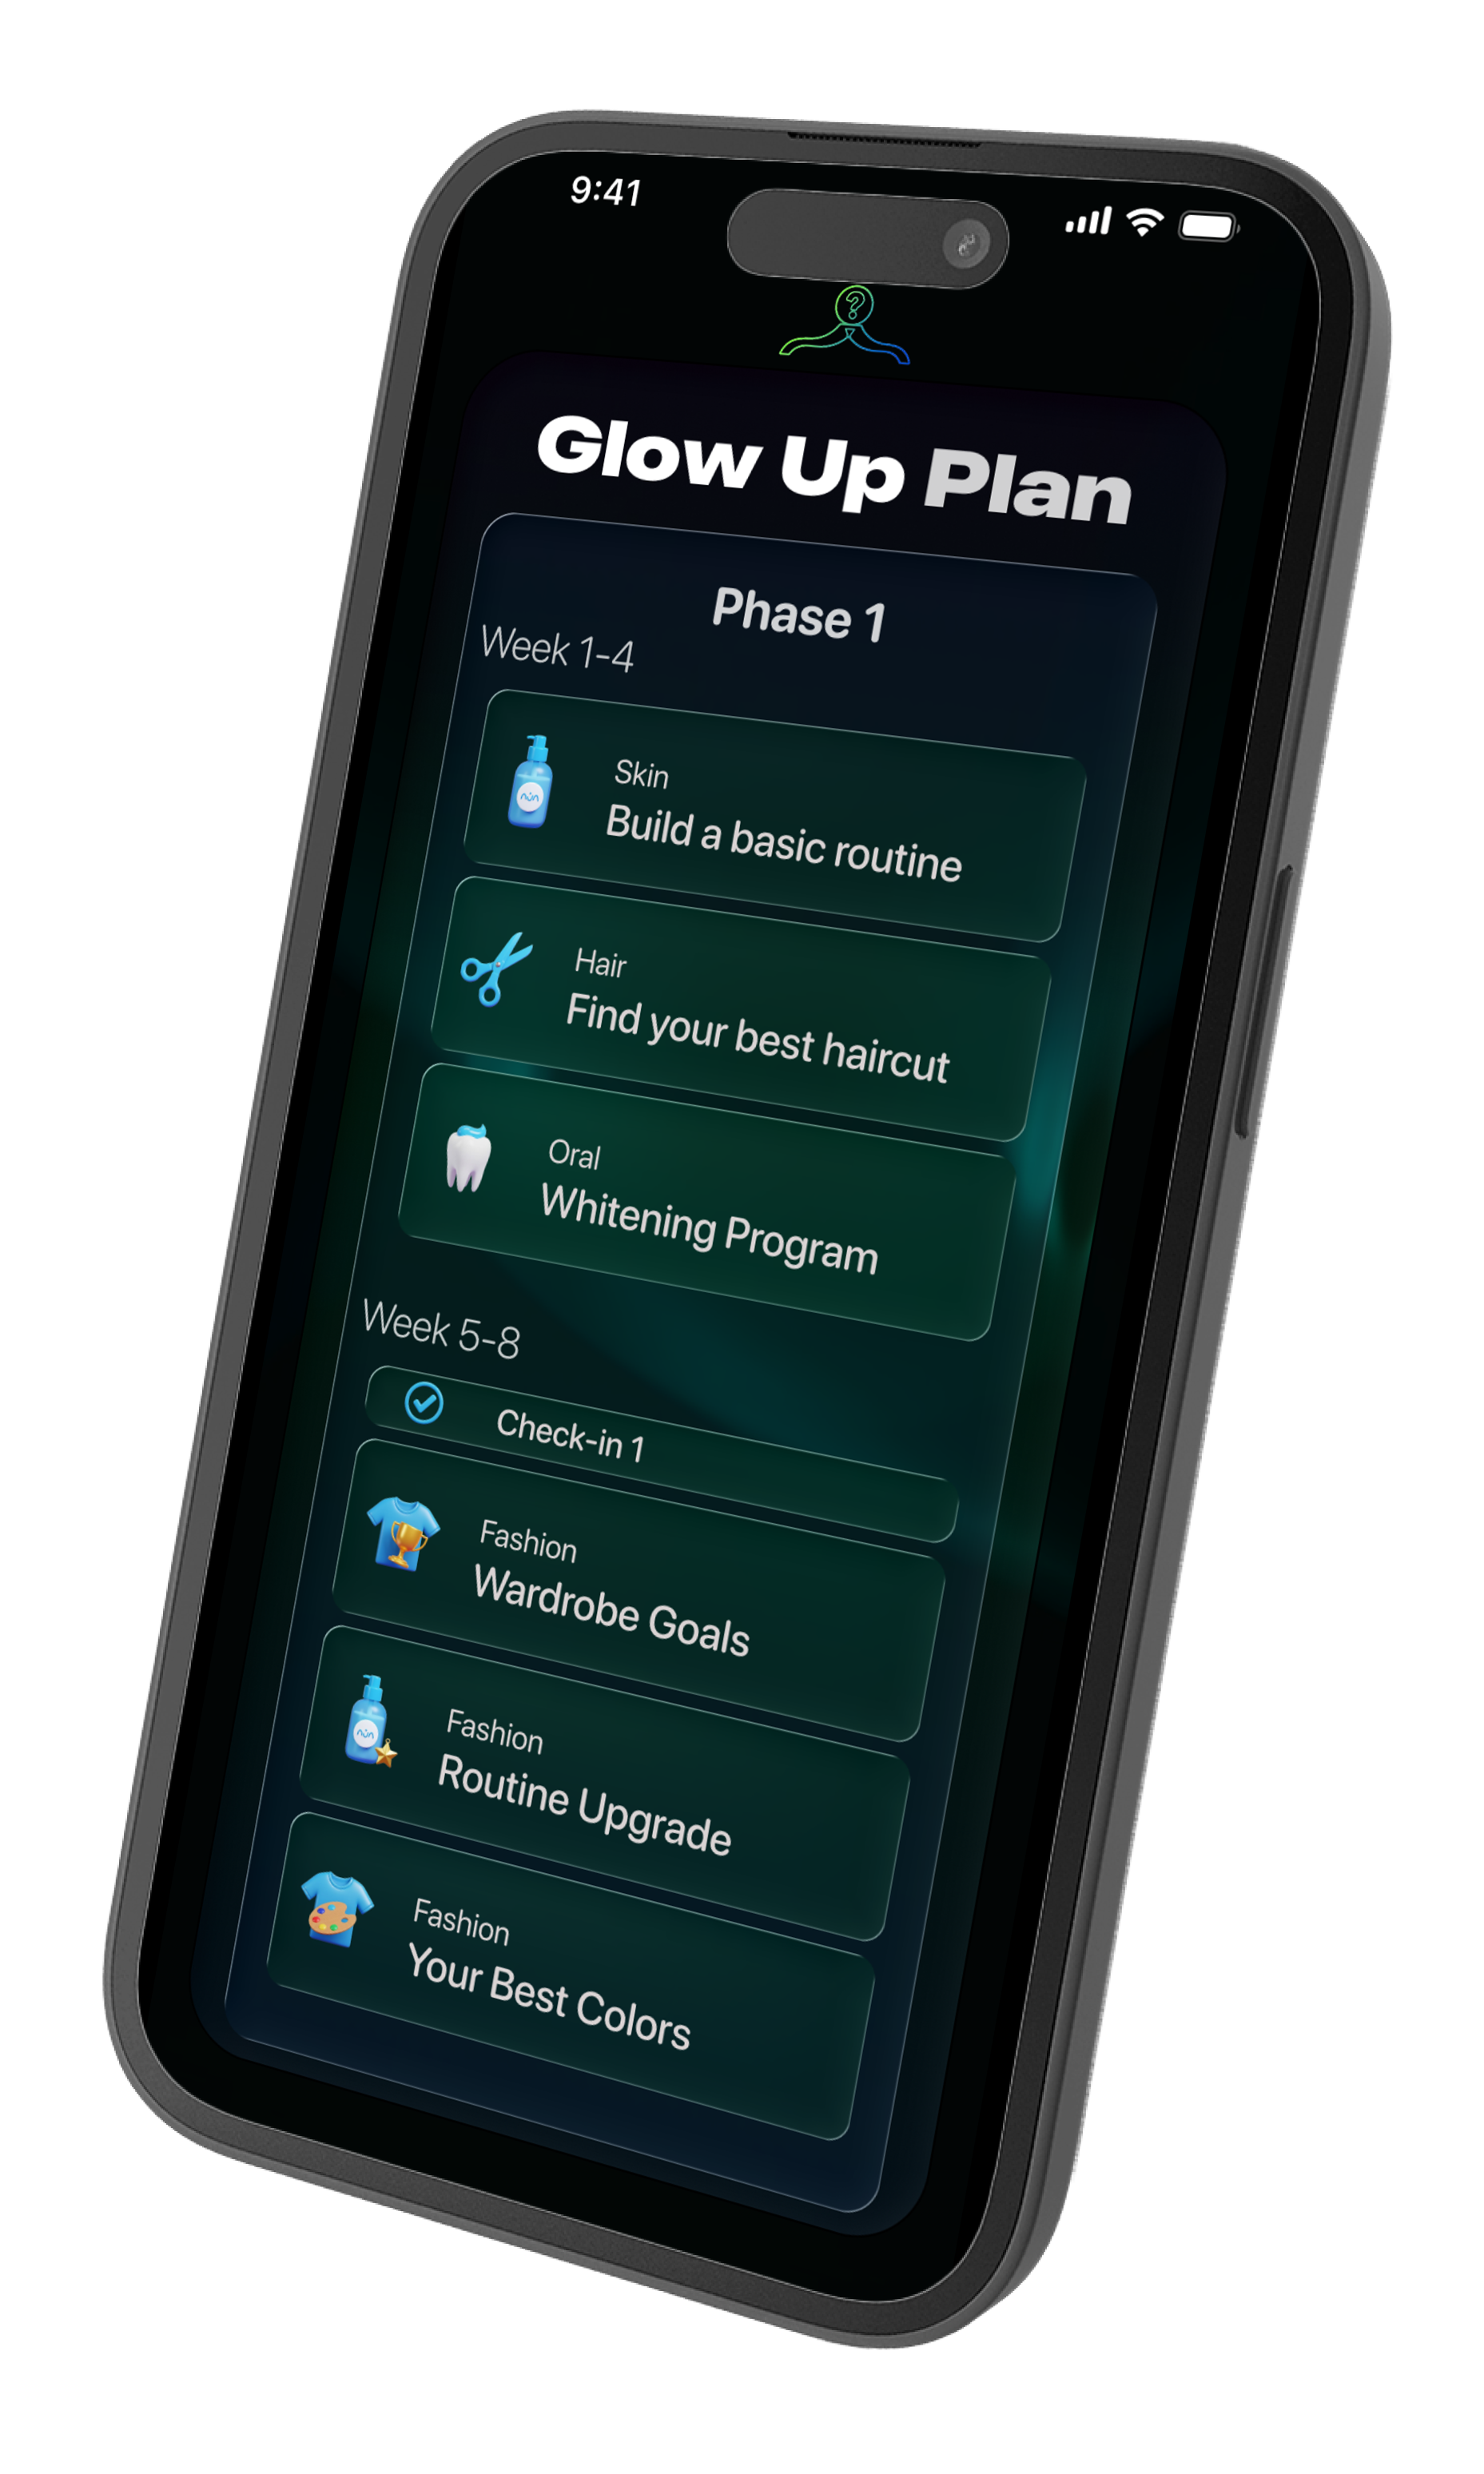 9:41
?
Glow Up Plan
Phase 1
Week 1-4
nün
Skin
Build a basic routine
Hair
Find your best haircut
Oral
Whitening Program
Week 5-8
Check-in 1
Fashion
Wardrobe Goals
nün
Fashion
Routine Upgrade
Fashion
Your Best Colors